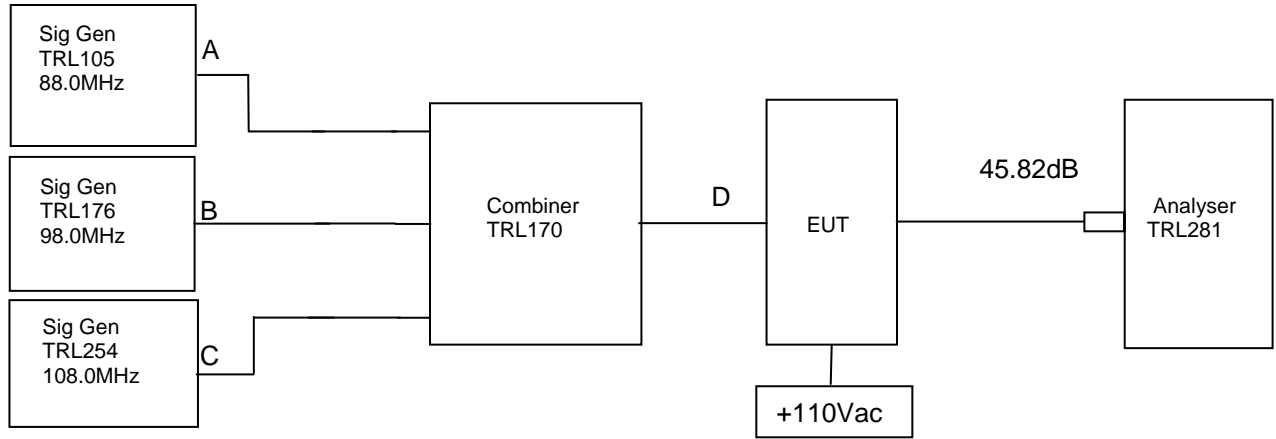 Sig Gen
TRL105
88.0MHz
A
Sig Gen
TRL176
98.0MHz
B
Sig Gen
TRL254
108.0MHz
C
Combiner
TRL170
D
EUT
+110Vac
45.82dB
Analyser
TRL281